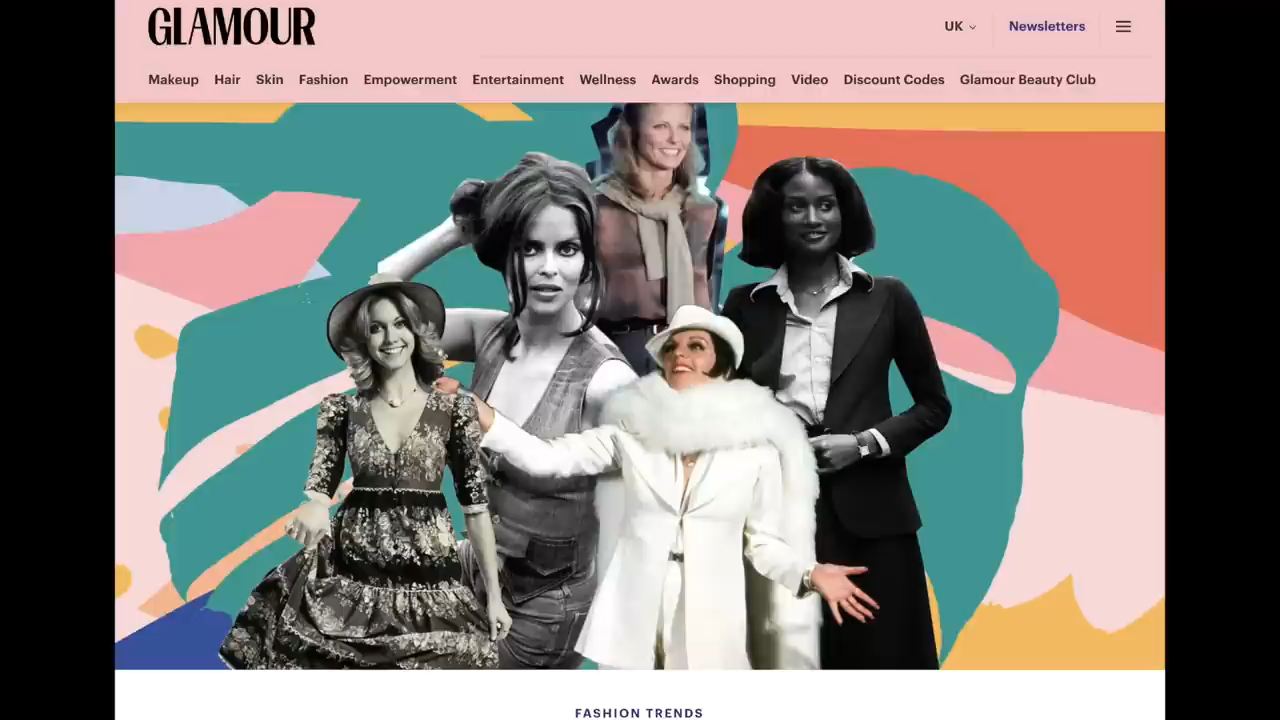 GLAMOUR
UK
Newsletters
Makeup Hair Skin Fashion Empowerment Entertainment Wellness Awards Shopping Video Discount Codes Glamour Beauty Club
FASHION TRENDS